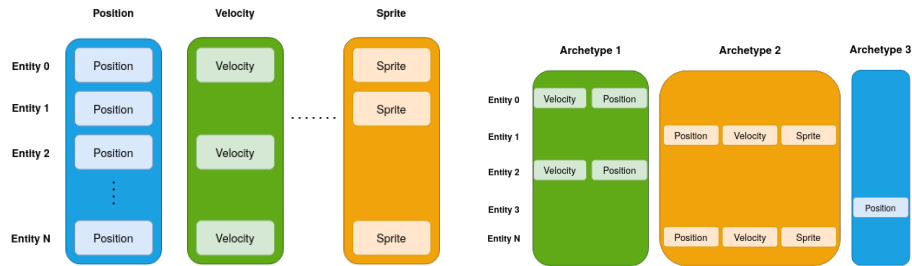 Position Velocity Sprite
Entity 0 Position Velocity Sprite
Entity 1 Position Sprite
Entity 2 Position Velocity
Entity N Position Velocity Sprite
Archetype 1 Archetype 2 Archetype 3
Entity 0 Velocity Position
Entity 1 Position Velocity Sprite
Entity 2 Velocity Position
Entity 3 Position
Entity N Position Velocity Sprite